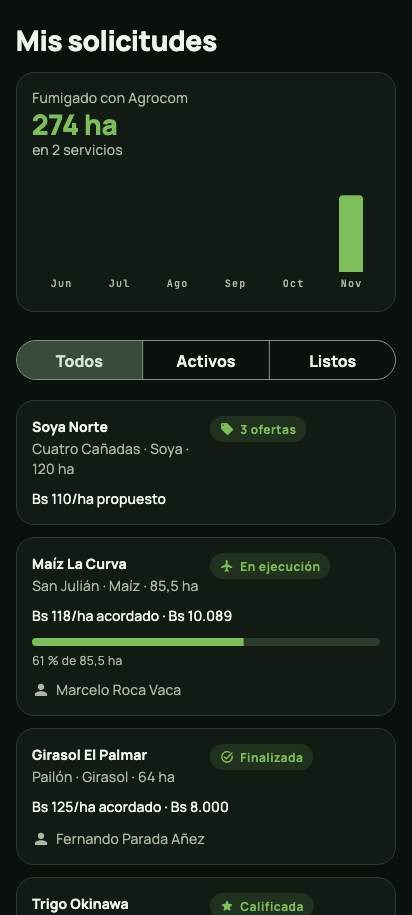 Mis solicitudes
Fumigado con Agrocom
274 ha
en 2 servicios
Jun Jul Ago Sep Oct Nov
Todos Activos Listos
Soya Norte
3 ofertas
Cuatro Cañadas · Soya ·
120 ha
Bs 110/ha propuesto
Maíz La Curva
En ejecución
San Julián · Maíz · 85,5 ha
Bs 118/ha acordado · Bs 10.089
61 % de 85,5 ha
Marcelo Roca Vaca
Girasol El Palmar
Finalizada
Pailón · Girasol · 64 ha
Bs 125/ha acordado · Bs 8.000
Fernando Parada Añez
Trigo Okinawa
Calificada